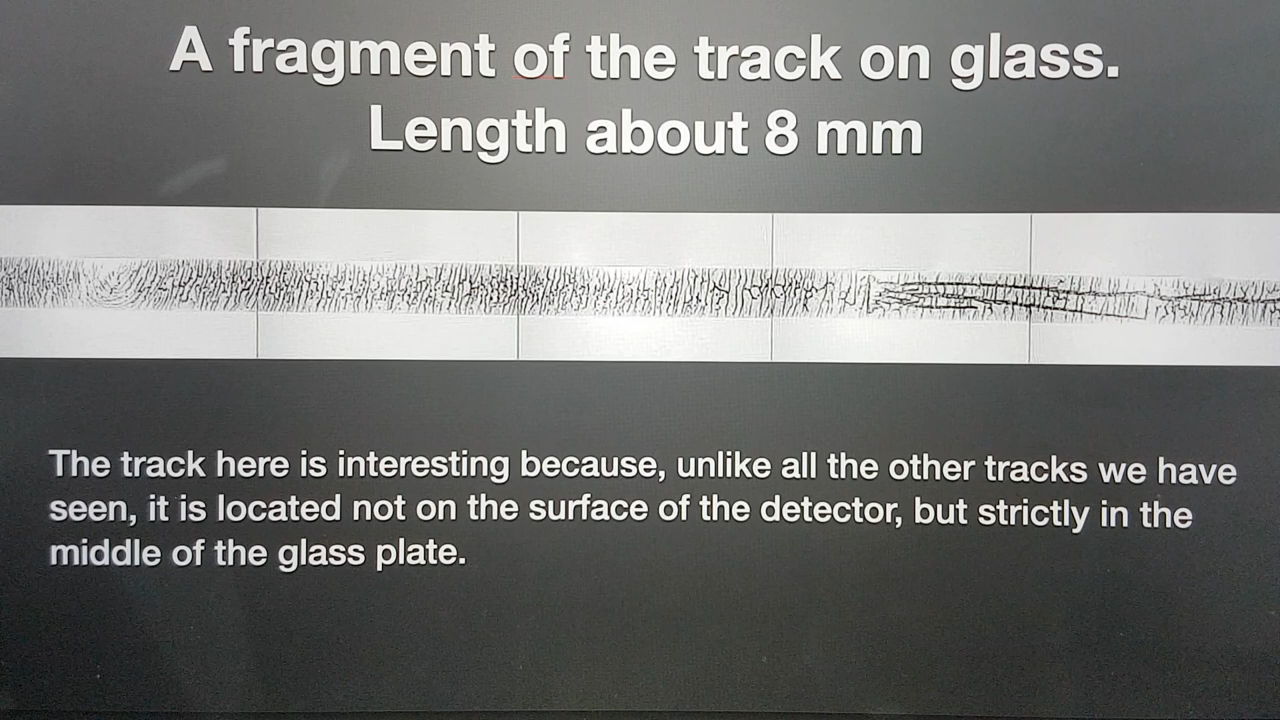 A fragment of the track on glass.
Length about 8 mm
The track here is interesting because, unlike all the other tracks we have
seen, it is located not on the surface of the detector, but strictly in the
middle of the glass plate.